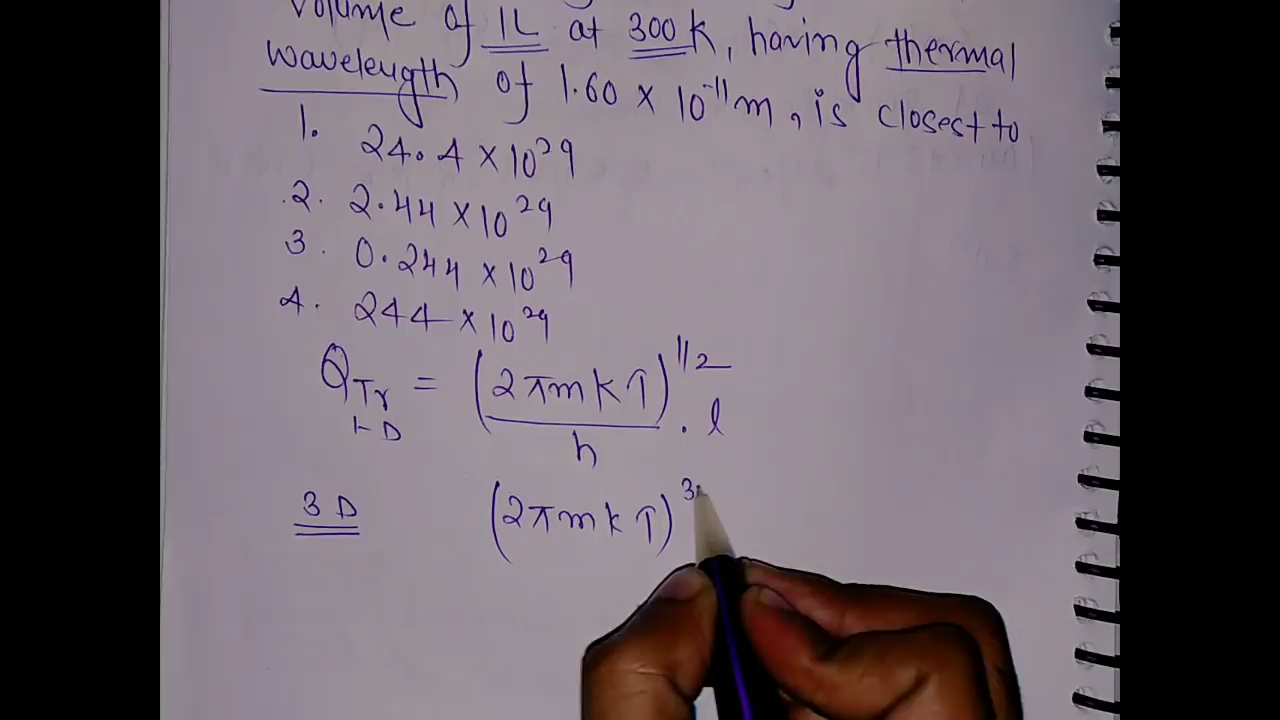 volume of 1L at 300 K, having thermal
wavelength of 1.60 × 10⁻¹¹m, is closest to
1. 24.4 × 10²⁹
2. 2.44 × 10²⁹
3. 0.244 × 10²⁹
4. 244 × 10²⁹
Q_Tr 1-D = (2πmkT)^1/2 / h . l
3D (2πmkT)^3